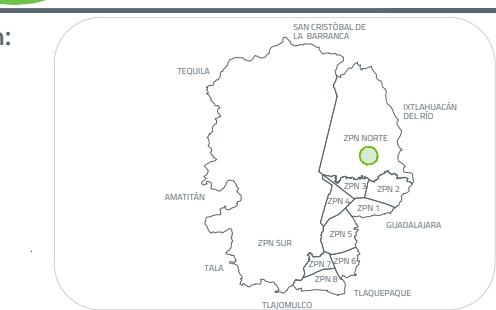 n:
SAN CRISTÓBAL DE
LA BARRANCA
TEQUILA
IXTLAHUACÁN
DEL RÍO
ZPN NORTE
ZPN 3
ZPN 2
AMATITÁN
ZPN 4
ZPN 1
GUADALAJARA
ZPN 5
ZPN SUR
TALA
ZPN 7
ZPN 6
ZPN 8
TLAQUEPAQUE
TLAJOMULCO